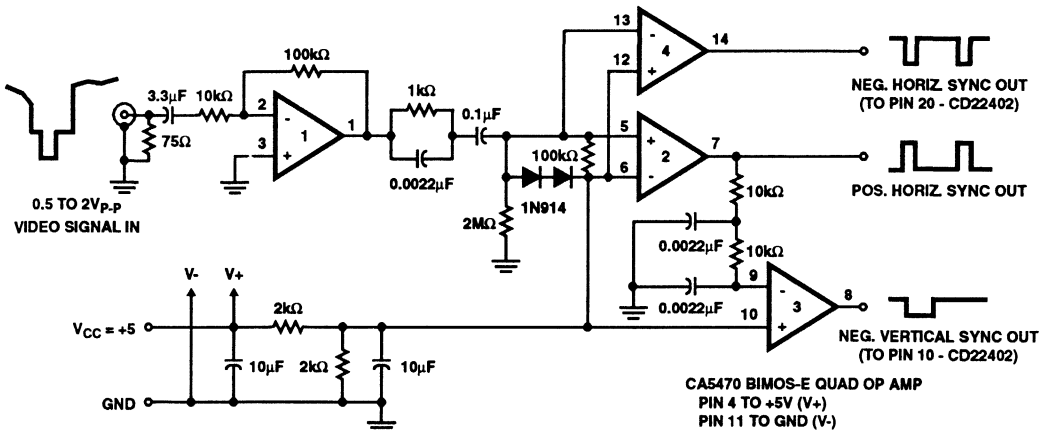 13
4
14
12
NEG. HORIZ. SYNC OUT
(TO PIN 20 - CD22402)
100kΩ
3.3μF
10kΩ
2
1
1
3
75Ω
1kΩ
0.1μF
0.0022μF
100kΩ
5
2
7
6
1N914
2MΩ
POS. HORIZ. SYNC OUT
0.5 TO 2VP-P
VIDEO SIGNAL IN
10kΩ
0.0022μF
10kΩ
0.0022μF
9
3
8
10
NEG. VERTICAL SYNC OUT
(TO PIN 10 - CD22402)
V-
V+
VCC = +5
2kΩ
10μF
2kΩ
10μF
GND
CA5470 BIMOS-E QUAD OP AMP
PIN 4 TO +5V (V+)
PIN 11 TO GND (V-)
-
+
-
+
-
+
-
+